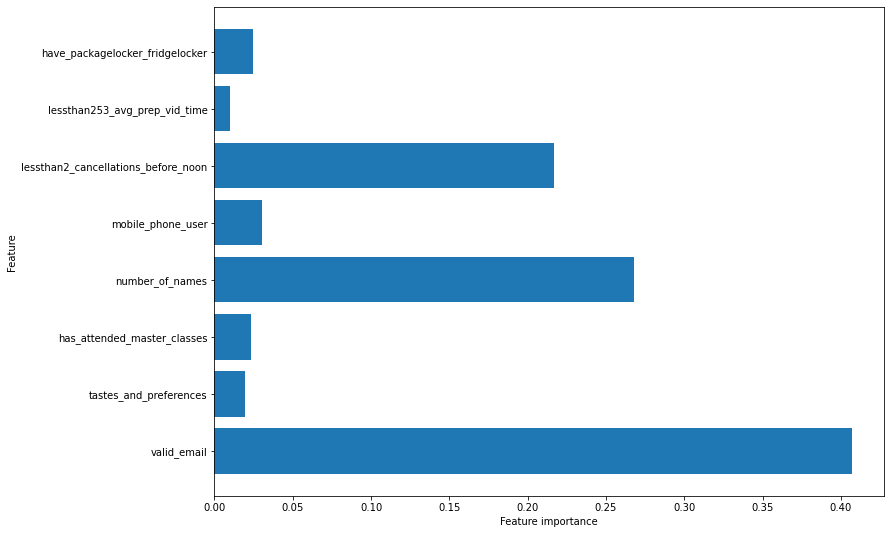 have_packagelocker_fridgelocker
lessthan253_avg_prep_vid_time
lessthan2_cancellations_before_noon
mobile_phone_user
number_of_names
has_attended_master_classes
tastes_and_preferences
valid_email
Feature
0.00 0.05 0.10 0.15 0.20 0.25 0.30 0.35 0.40
Feature importance